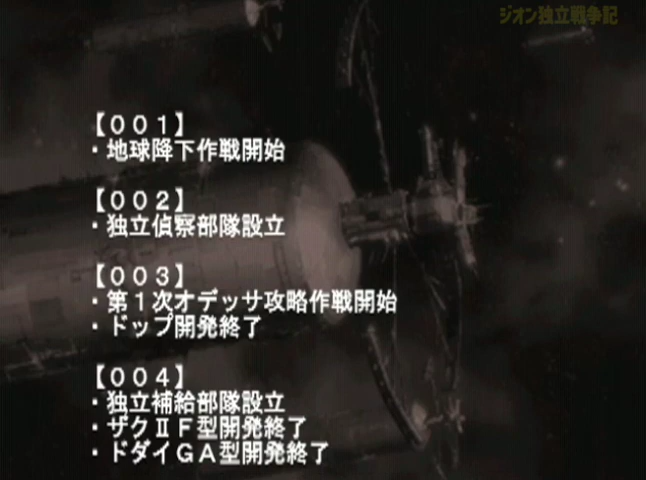 ジオン独立戦争記
【００１】
・地球降下作戦開始
【００２】
・独立偵察部隊設立
【００３】
・第１次オデッサ攻略作戦開始
・ドップ開発終了
【００４】
・独立補給部隊設立
・ザクⅡＦ型開発終了
・ドダイＧＡ型開発終了